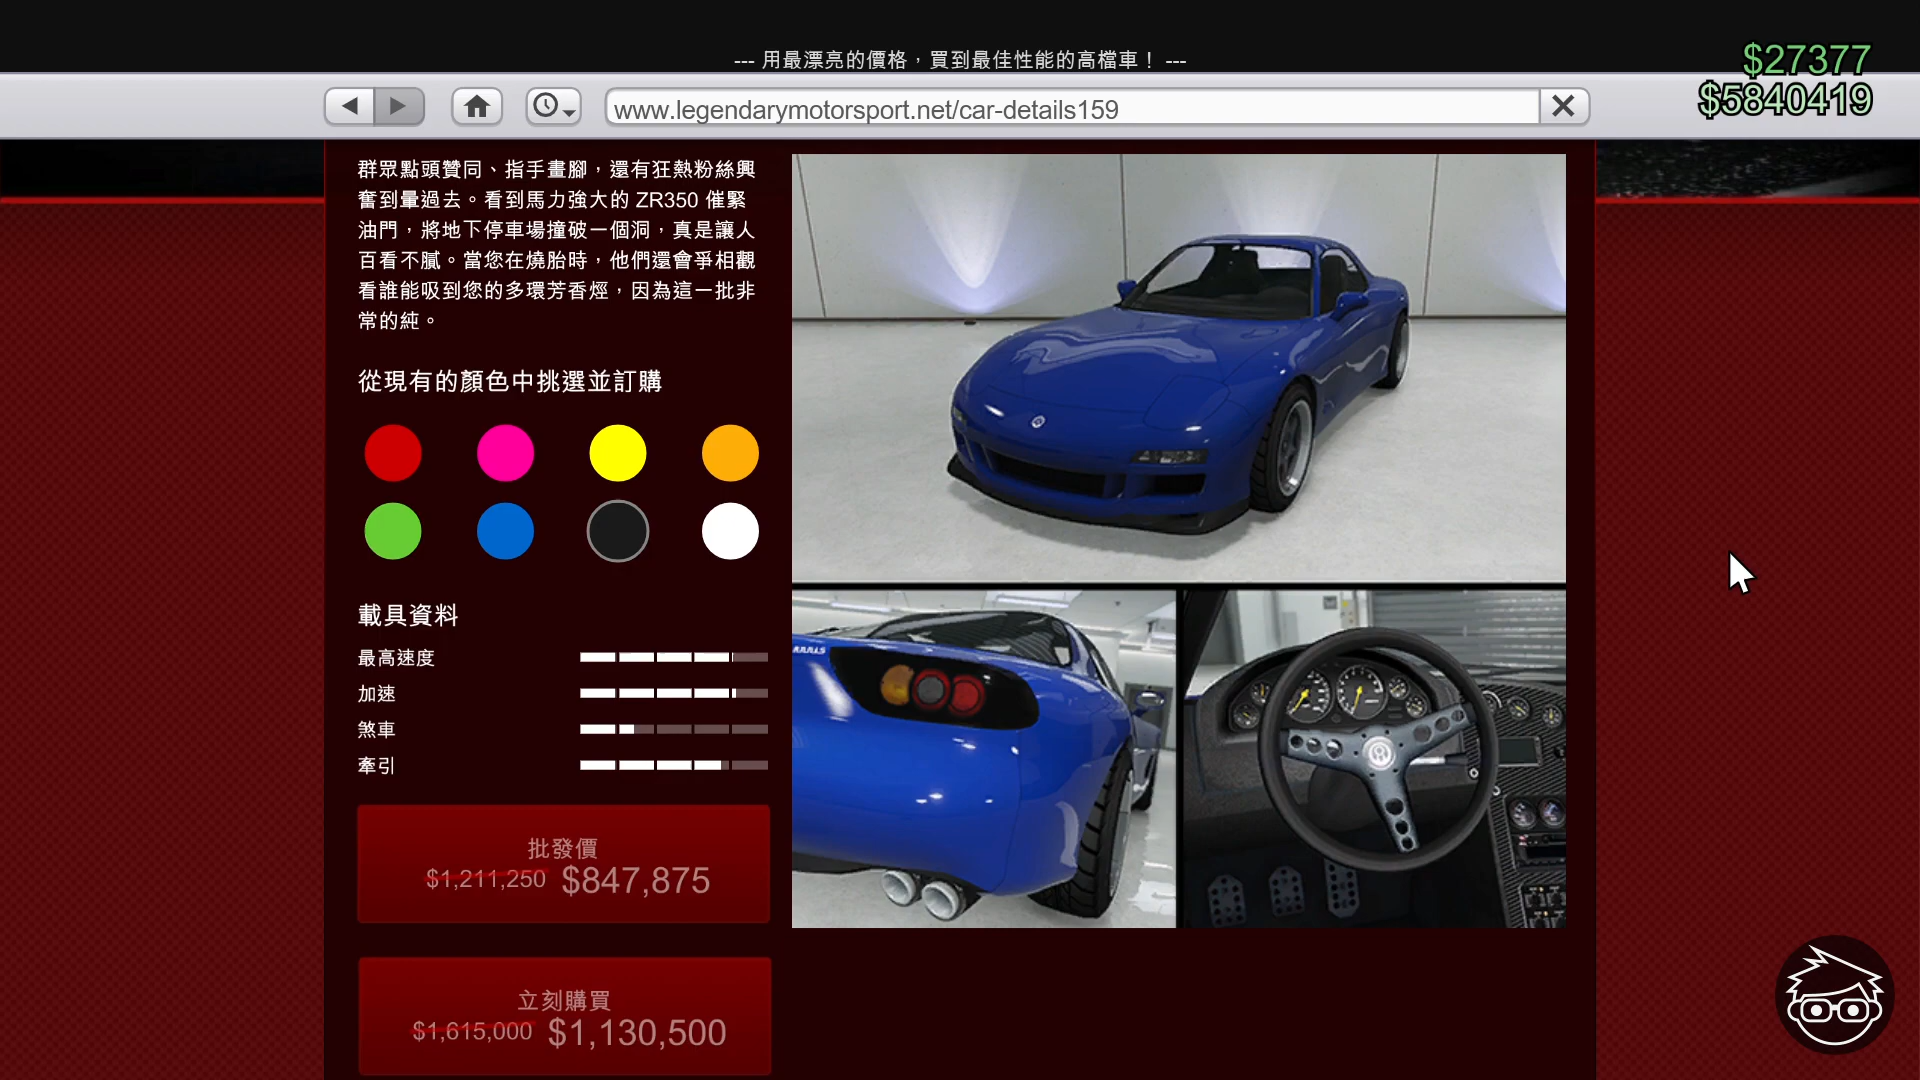 --- 用最漂亮的價格，買到最佳性能的高檔車！ ---
$27377
$5840419
www.legendarymotorsport.net/car-details159
群眾點頭贊同、指手畫腳，還有狂熱粉絲興
奮到暈過去。看到馬力強大的 ZR350 催緊
油門，將地下停車場撞破一個洞，真是讓人
百看不膩。當您在燒胎時，他們還會爭相觀
看誰能吸到您的多環芳香烴，因為這一批非
常的純。
從現有的顏色中挑選並訂購
載具資料
最高速度
加速
煞車
牽引
批發價
$1,211,250 $847,875
立刻購買
$1,615,000 $1,130,500